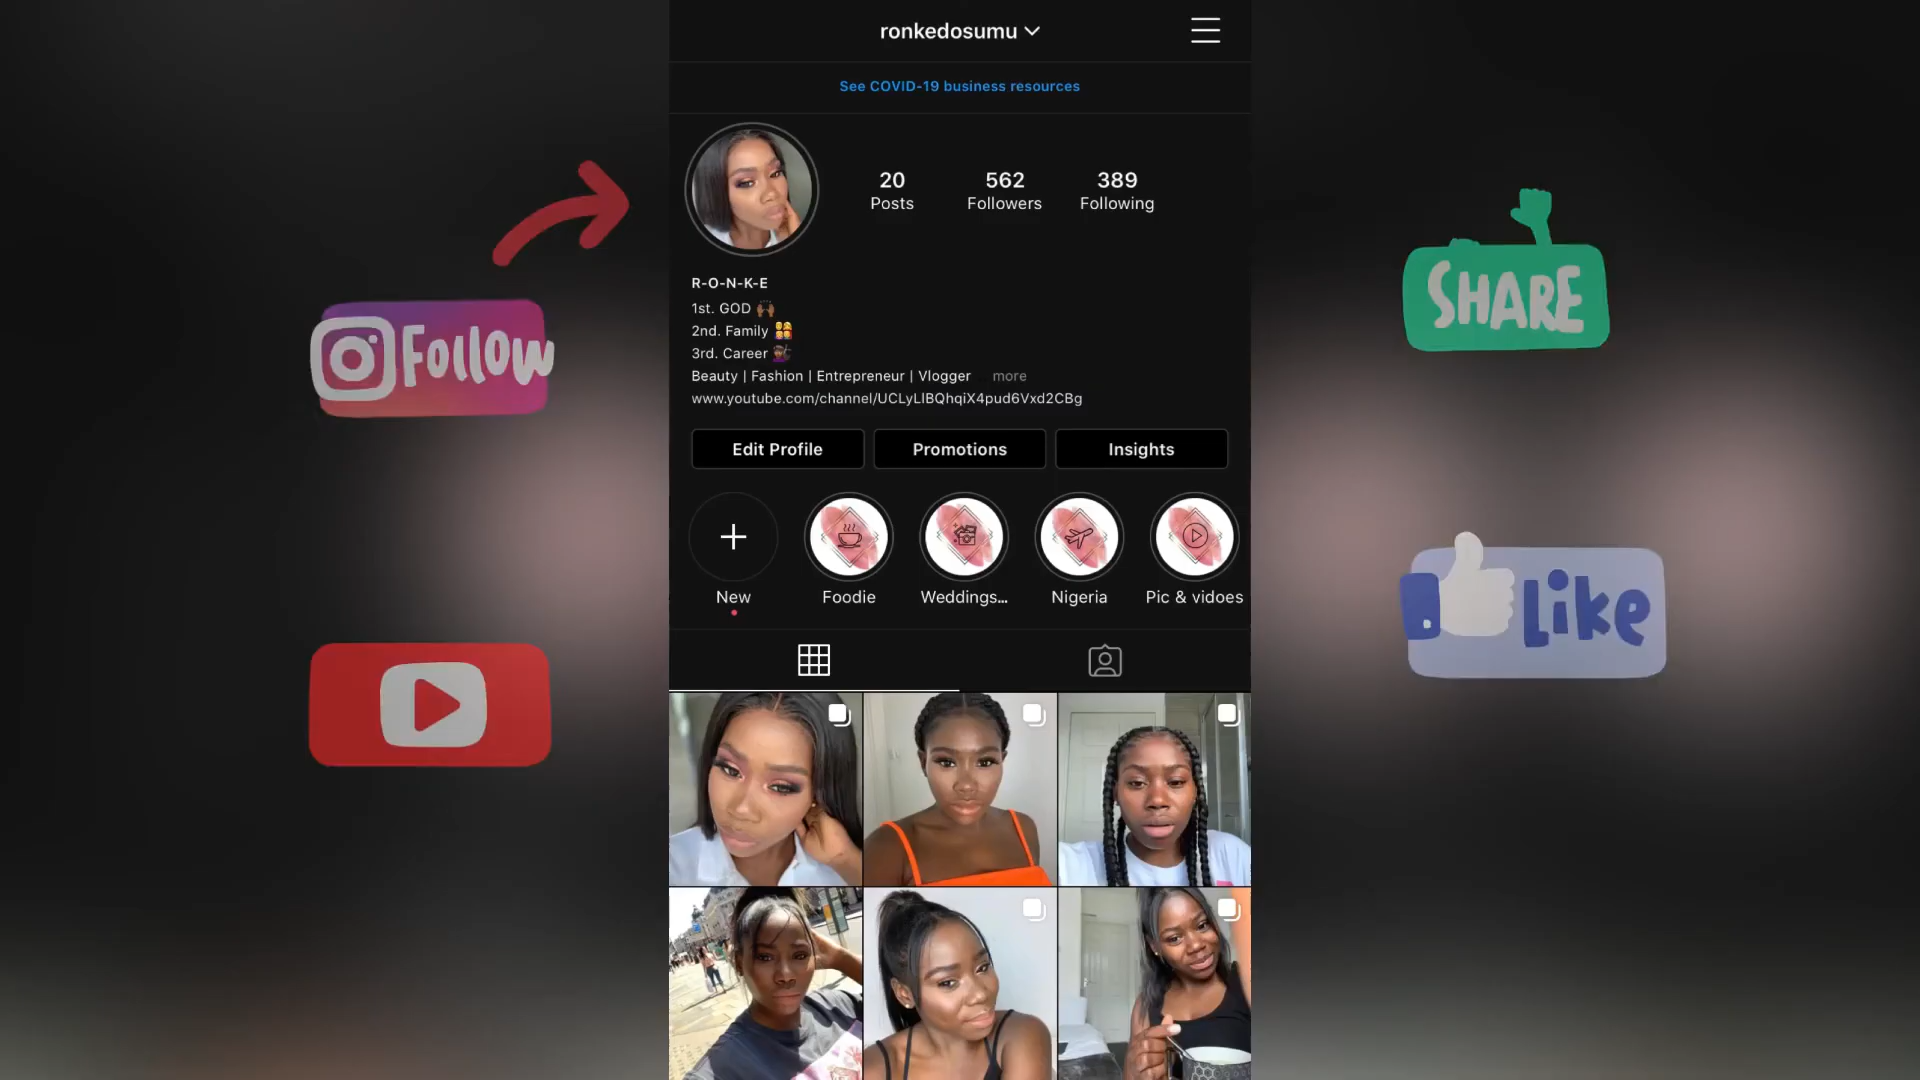 ronkedosumu
See COVID-19 business resources
20
Posts
562
Followers
389
Following
R-O-N-K-E
1st. GOD 🙌🏾
2nd. Family 👨‍👩‍👧‍👦
3rd. Career
Beauty | Fashion | Entrepreneur | Vlogger more
www.youtube.com/channel/UCLyLIBQhqiX4pud6Vxd2CBg
Edit Profile
Promotions
Insights
New
Foodie
Weddings...
Nigeria
Pic & vidoes
Follow
SHARE
Like